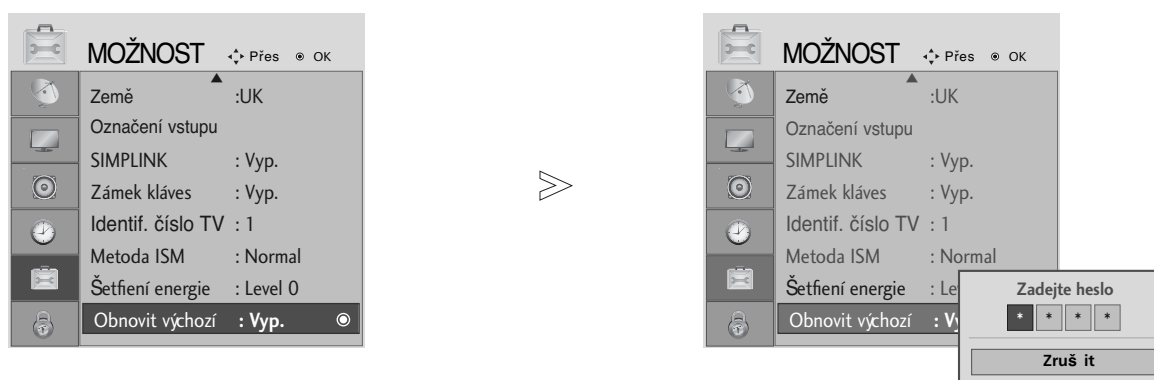 MOŽNOST Přes OK
Země :UK
Označení vstupu
SIMPLINK : Vyp.
Zámek kláves : Vyp.
Identif. číslo TV : 1
Metoda ISM : Normal
Šetfiení energie : Level 0
Obnovit výchozí : Vyp.
>
MOŽNOST Přes OK
Země :UK
Označení vstupu
SIMPLINK : Vyp.
Zámek kláves : Vyp.
Identif. číslo TV : 1
Metoda ISM : Normal
Šetfiení energie : Le
Obnovit výchozí : Vy
Zadejte heslo
* * * *
Zruš it